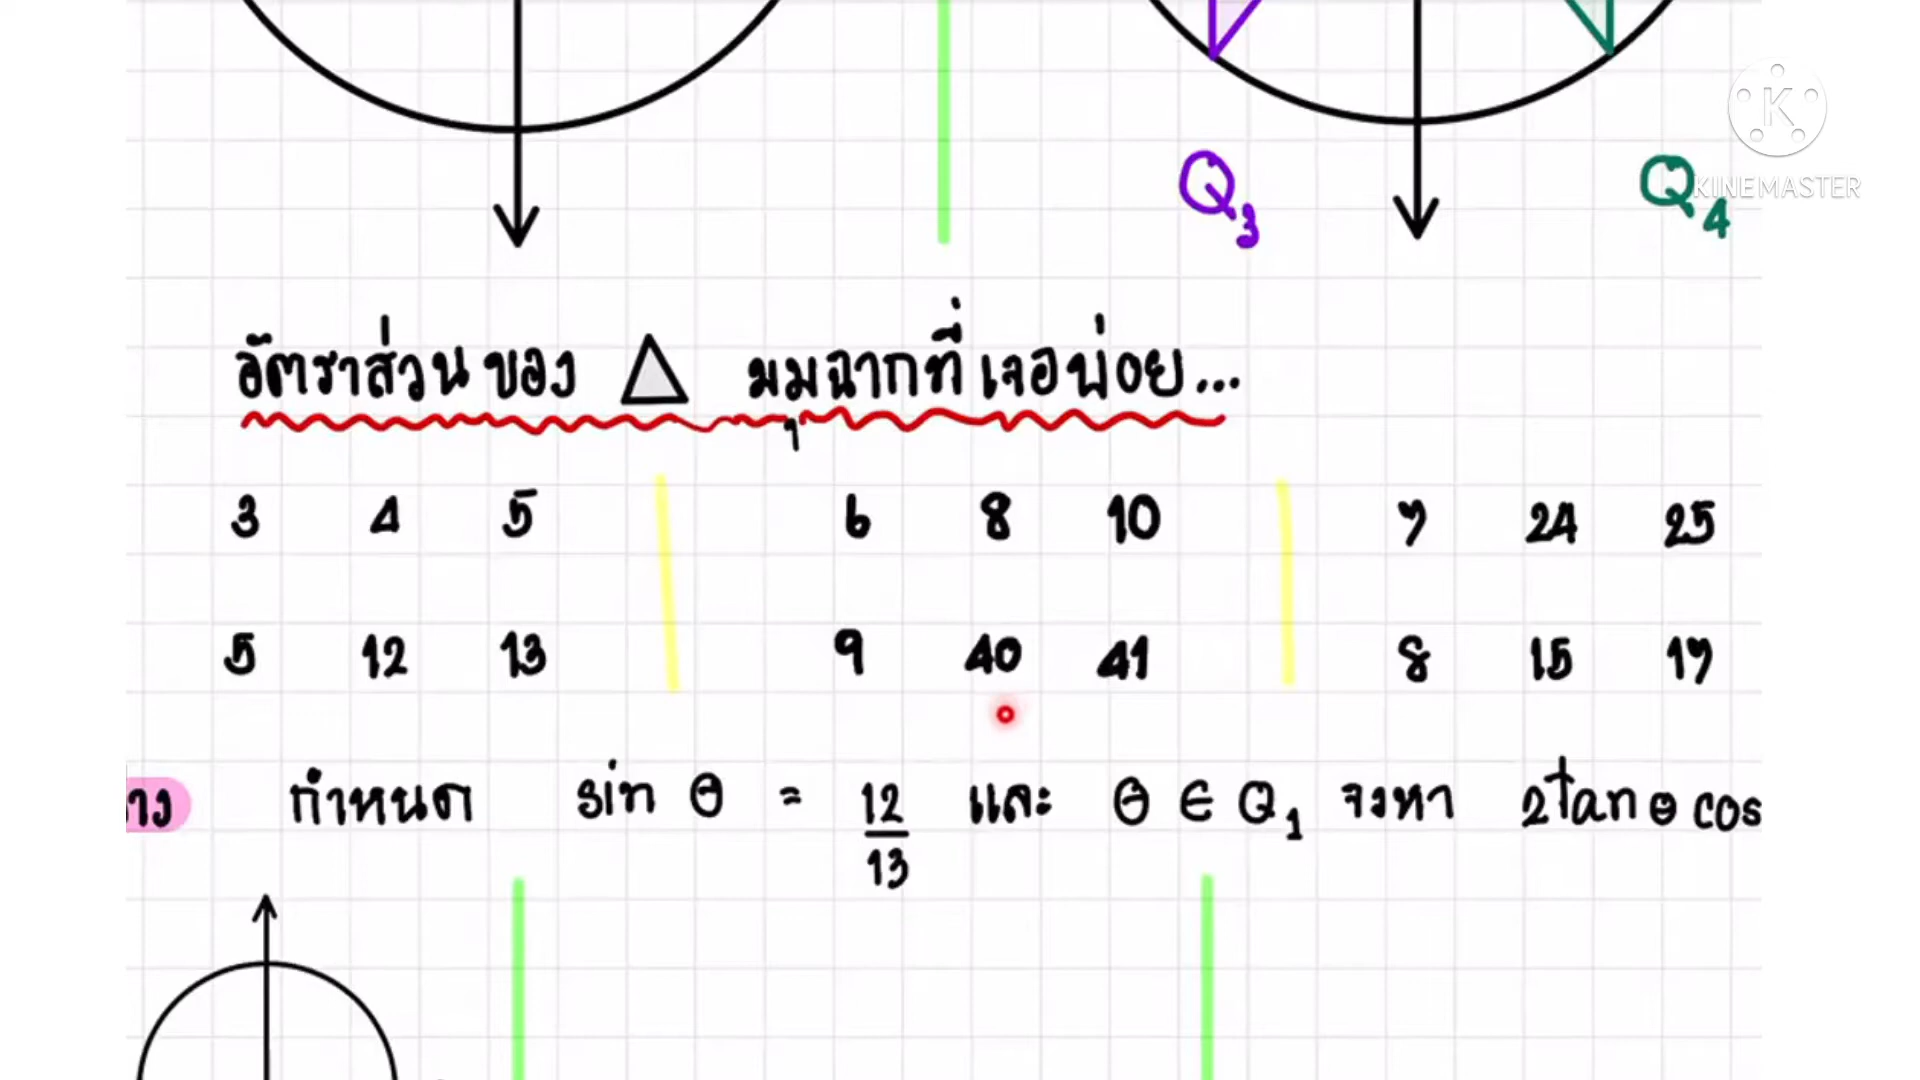 K
KINEMASTER
Q3 Q4
อัตราส่วนของ △ มุมฉากที่เจอบ่อย...
3 4 5 6 8 10 7 24 25
5 12 13 9 40 41 8 15 17
กำหนด sin θ = 12/13 และ θ ∈ Q1 จงหา 2tan θ cos